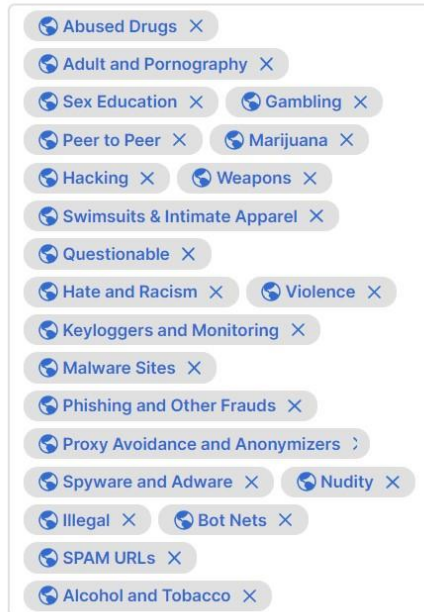 Abused Drugs
Adult and Pornography
Sex Education Gambling
Peer to Peer Marijuana
Hacking Weapons
Swimsuits & Intimate Apparel
Questionable
Hate and Racism Violence
Keyloggers and Monitoring
Malware Sites
Phishing and Other Frauds
Proxy Avoidance and Anonymizers
Spyware and Adware Nudity
Illegal Bot Nets
SPAM URLs
Alcohol and Tobacco